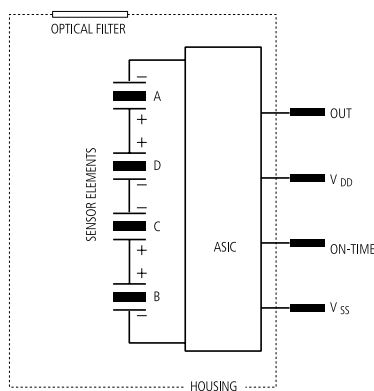 OPTICAL FILTER
SENSOR ELEMENTS
−
A
+
+
D
−
−
C
+
+
B
−
ASIC
OUT
V DD
ON-TIME
V SS
HOUSING